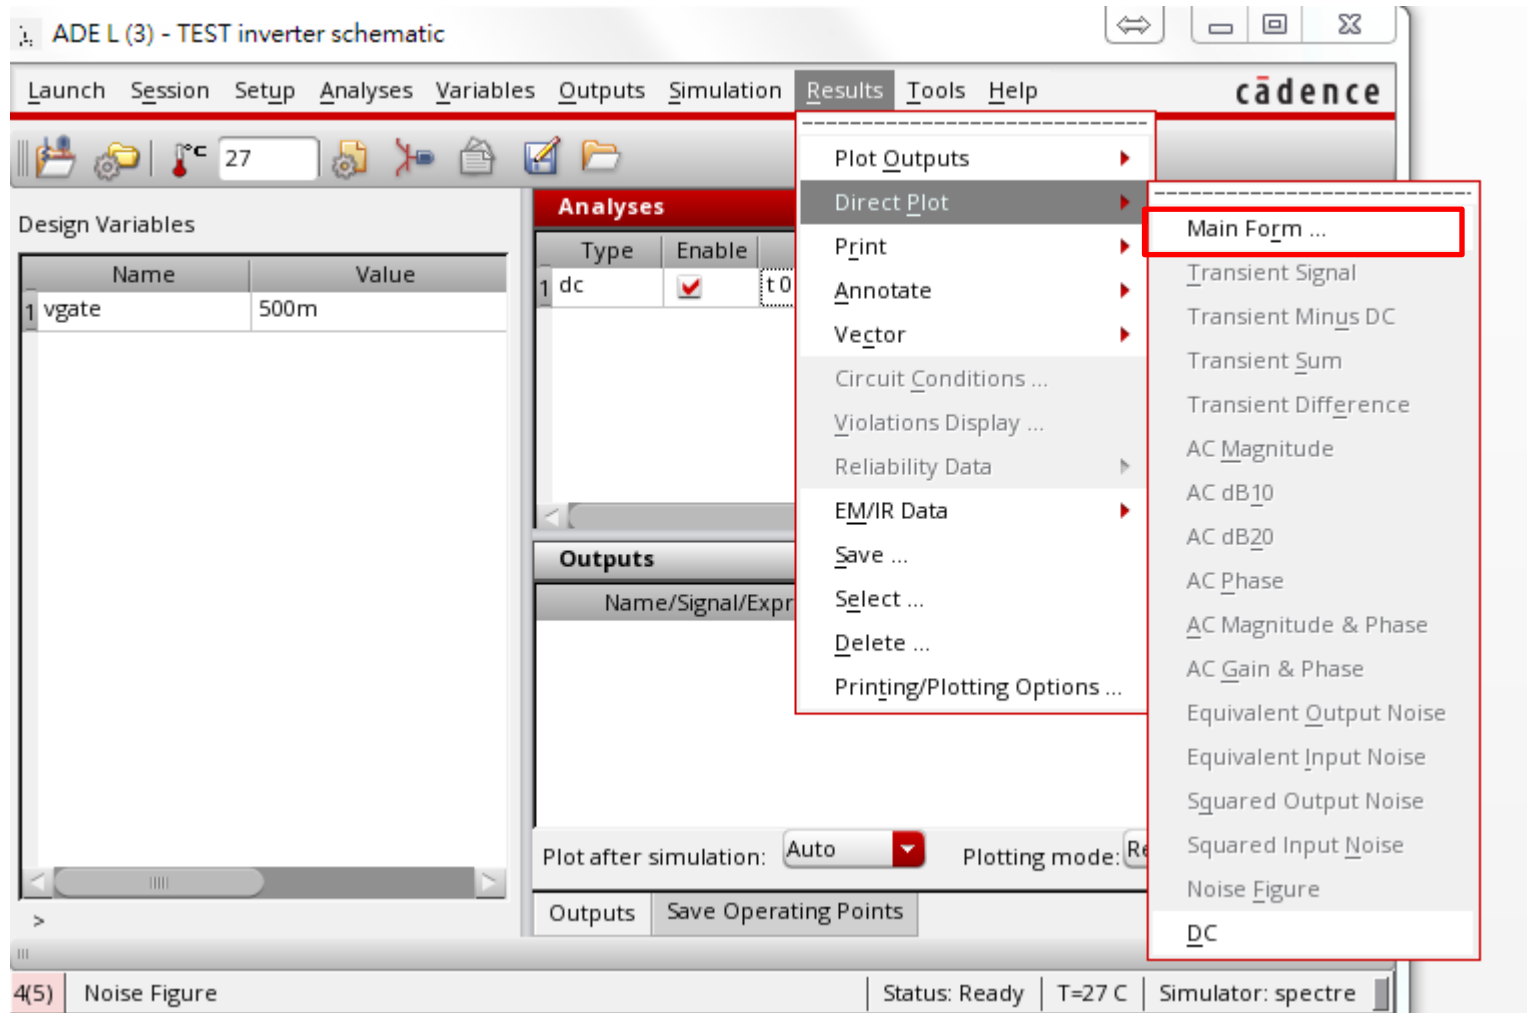 ADE L (3) - TEST inverter schematic
Launch Session Setup Analyses Variables Outputs Simulation Results Tools Help cādence
°C 27
Design Variables
Name Value
1 vgate 500m
>
Analyses
Type Enable
1 dc t 0
Outputs
Name/Signal/Expr
Plot after simulation: Auto Plotting mode: Re
Outputs Save Operating Points
Plot Outputs
Direct Plot
Print
Annotate
Vector
Circuit Conditions ...
Violations Display ...
Reliability Data
EM/IR Data
Save ...
Select ...
Delete ...
Printing/Plotting Options ...
Main Form ...
Transient Signal
Transient Minus DC
Transient Sum
Transient Difference
AC Magnitude
AC dB10
AC dB20
AC Phase
AC Magnitude & Phase
AC Gain & Phase
Equivalent Output Noise
Equivalent Input Noise
Squared Output Noise
Squared Input Noise
Noise Figure
DC
4(5) Noise Figure Status: Ready T=27 C Simulator: spectre